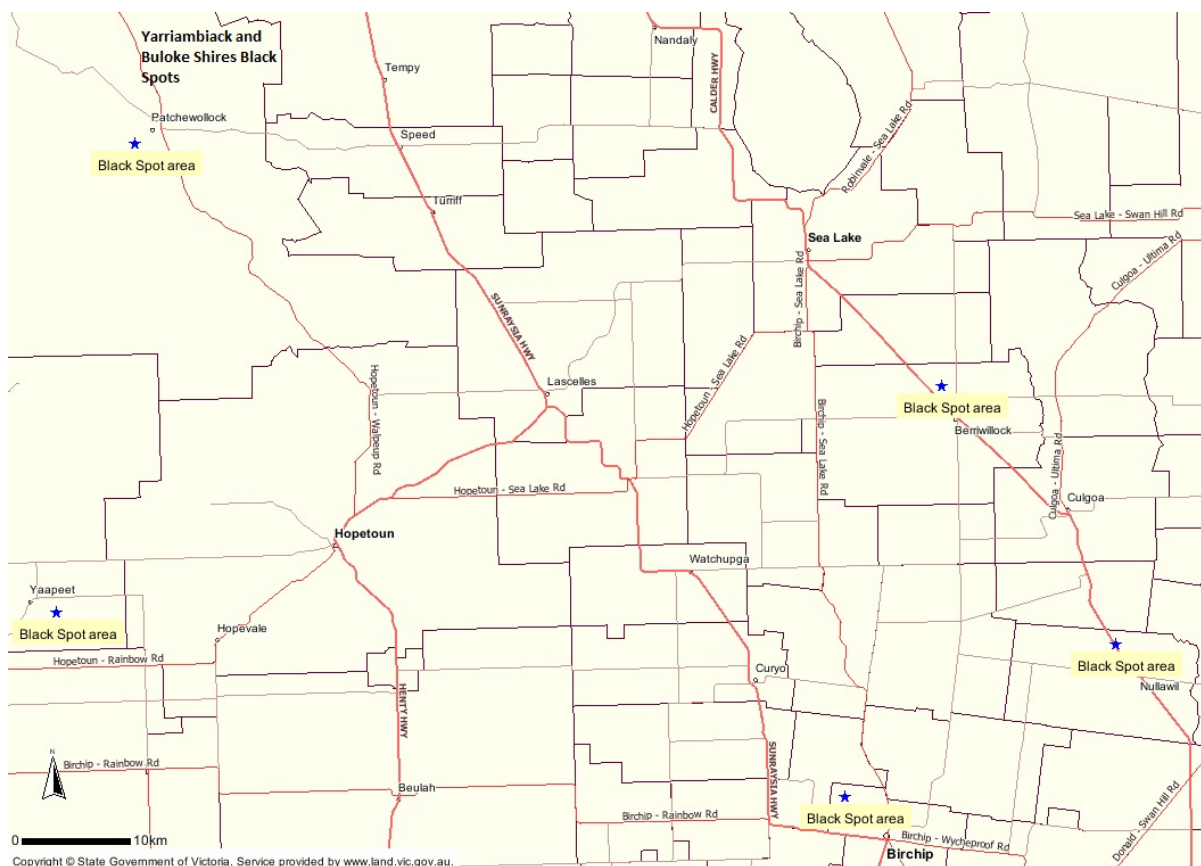 Yarriambiack and
Buloke Shires Black
Spots
Nandaly
Tempy
CALDER HWY
Patchewollock
Speed
Black Spot area
Robinvale - Sea Lake Rd
Turriff
Sea Lake - Swan Hill Rd
Sea Lake
Culgoa - Ultima Rd
Birchip - Sea Lake Rd
SUNRAYSIA HWY
Hopetoun - Sea Lake Rd
Lascelles
Hopetoun - Walpeup Rd
Black Spot area
Birchip - Sea Lake Rd
Berriwillock
Culgoa - Ultima Rd
Hopetoun - Sea Lake Rd
Culgoa
Hopetoun
Watchupga
Yaapeet
Black Spot area
Hopevale
Hopetoun - Rainbow Rd
Black Spot area
Curyo
Nullawil
HENTY HWY
SUNRAYSIA HWY
N
Birchip - Rainbow Rd
Beulah
Donald - Swan Hill Rd
Birchip - Rainbow Rd
Black Spot area
Birchip - Wycheproof Rd
0 10km
Birchip
Copyright © State Government of Victoria. Service provided by www.land.vic.gov.au.